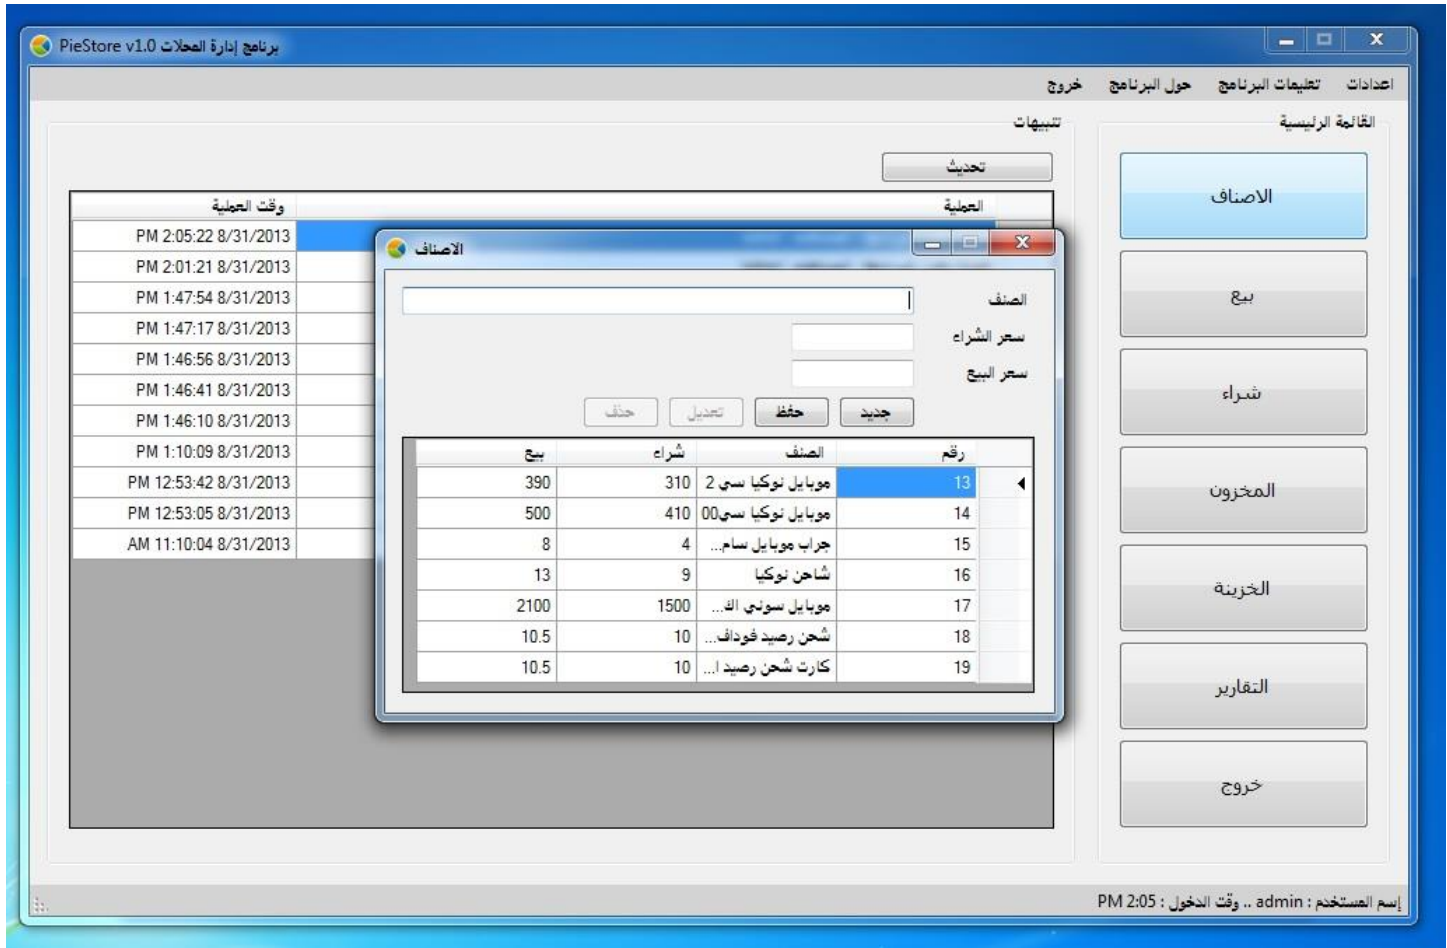 برنامج إدارة المحلات PieStore v1.0
اعدادات تعليمات البرنامج حول البرنامج خروج
القائمة الرئيسية
الاصناف
بيع
شراء
المخزون
الخزينة
التقارير
خروج
تنبيهات
تحديث
العملية وقت العملية
PM 2:05:22 8/31/2013
PM 2:01:21 8/31/2013
PM 1:47:54 8/31/2013
PM 1:47:17 8/31/2013
PM 1:46:56 8/31/2013
PM 1:46:41 8/31/2013
PM 1:46:10 8/31/2013
PM 1:10:09 8/31/2013
PM 12:53:42 8/31/2013
PM 12:53:05 8/31/2013
AM 11:10:04 8/31/2013
الاصناف
الصنف
سعر الشراء
سعر البيع
جديد حفظ تعديل حذف
رقم الصنف شراء بيع
13 موبايل نوكيا سي 2 310 390
14 موبايل نوكيا سي00 410 500
15 جراب موبايل سام... 4 8
16 شاحن نوكيا 9 13
17 موبايل سوني اك... 1500 2100
18 شحن رصيد فوداف... 10 10.5
19 كارت شحن رصيد ا... 10 10.5
إسم المستخدم : admin .. وقت الدخول : 2:05 PM